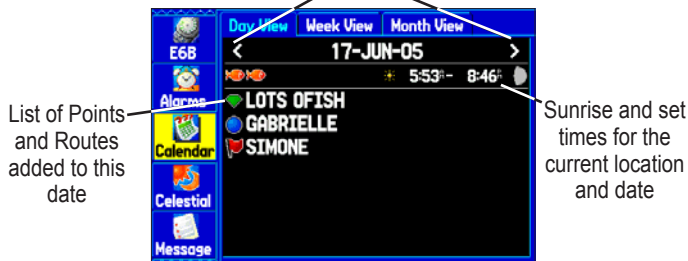 Day View Week View Month View
E6B
17-JUN-05
5:53 - 8:46
Alarms
LOTS OFISH
GABRIELLE
SIMONE
Calendar
Celestial
Message
List of Points
and Routes
added to this
date
Sunrise and set
times for the
current location
and date